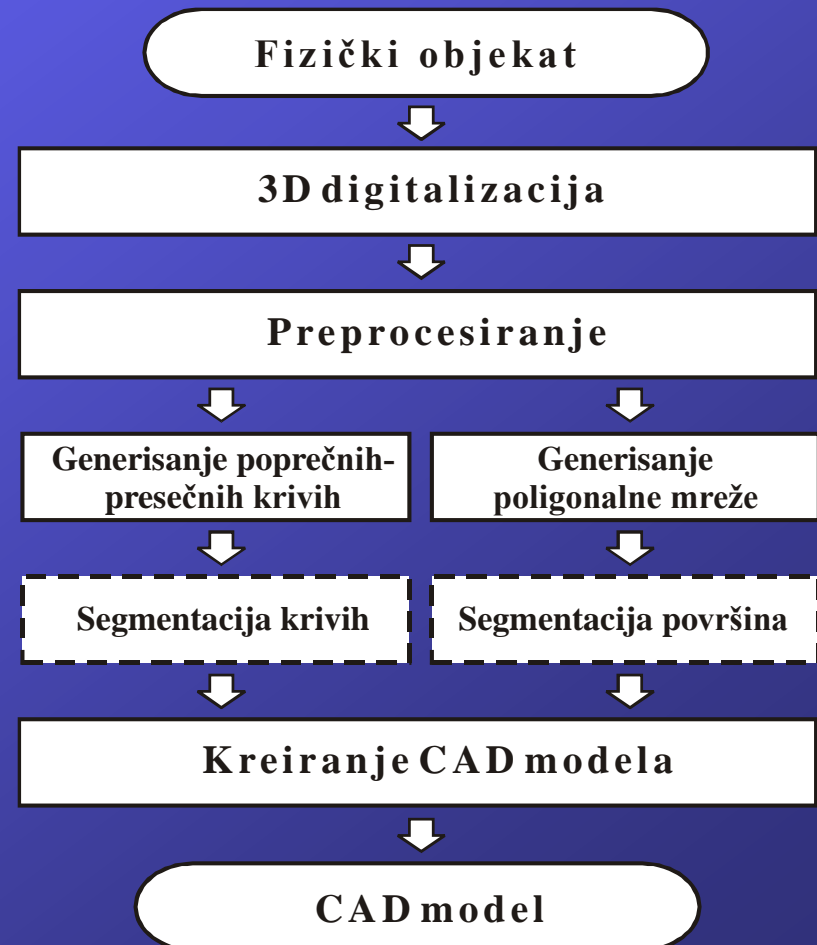 Fizički objekat
3D digitalizacija
Preprocesiranje
Generisanje poprečnih-
presečnih krivih
Generisanje
poligonalne mreže
Segmentacija krivih
Segmentacija površina
Kreiranje CAD modela
CAD model